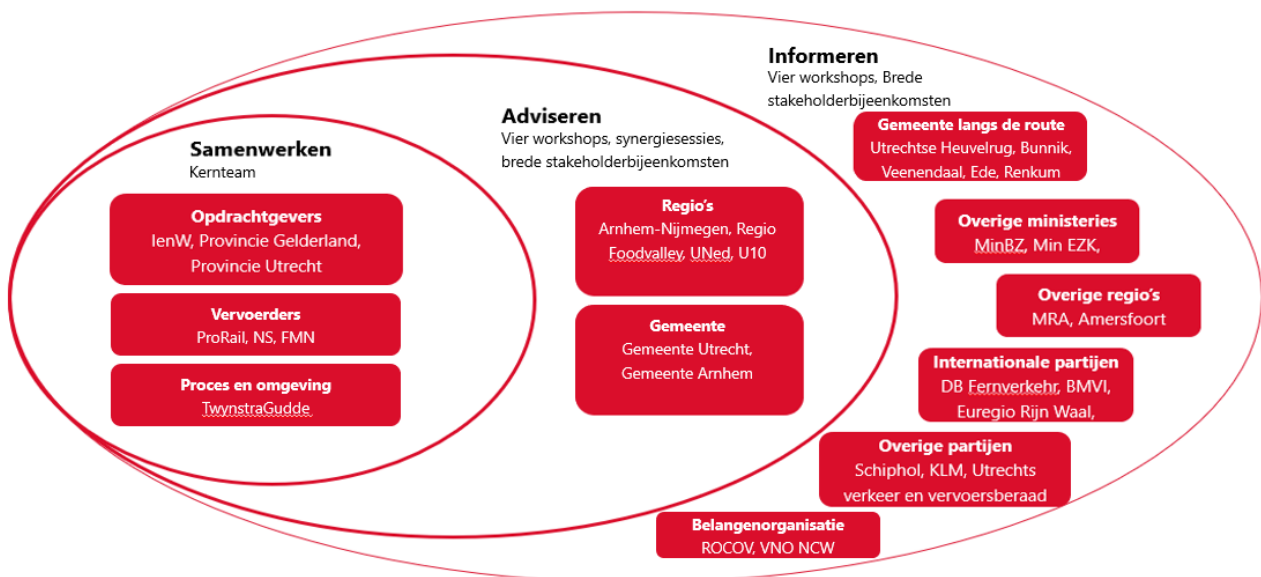 Samenwerken
Kernteam
Opdrachtgevers
IenW, Provincie Gelderland,
Provincie Utrecht
Vervoerders
ProRail, NS, FMN
Proces en omgeving
TwynstraGudde
Adviseren
Vier workshops, synergiesessies,
brede stakeholderbijeenkomsten
Regio's
Arnhem-Nijmegen, Regio
Foodvalley, UNed, U10
Gemeente
Gemeente Utrecht,
Gemeente Arnhem
Informeren
Vier workshops, Brede
stakeholderbijeenkomsten
Gemeente langs de route
Utrechtse Heuvelrug, Bunnik,
Veenendaal, Ede, Renkum
Overige ministeries
MinBZ, Min EZK,
Overige regio's
MRA, Amersfoort
Internationale partijen
DB Fernverkehr, BMVI,
Euregio Rijn Waal,
Overige partijen
Schiphol, KLM, Utrechts
verkeer en vervoersberaad
Belangenorganisatie
ROCOV, VNO NCW